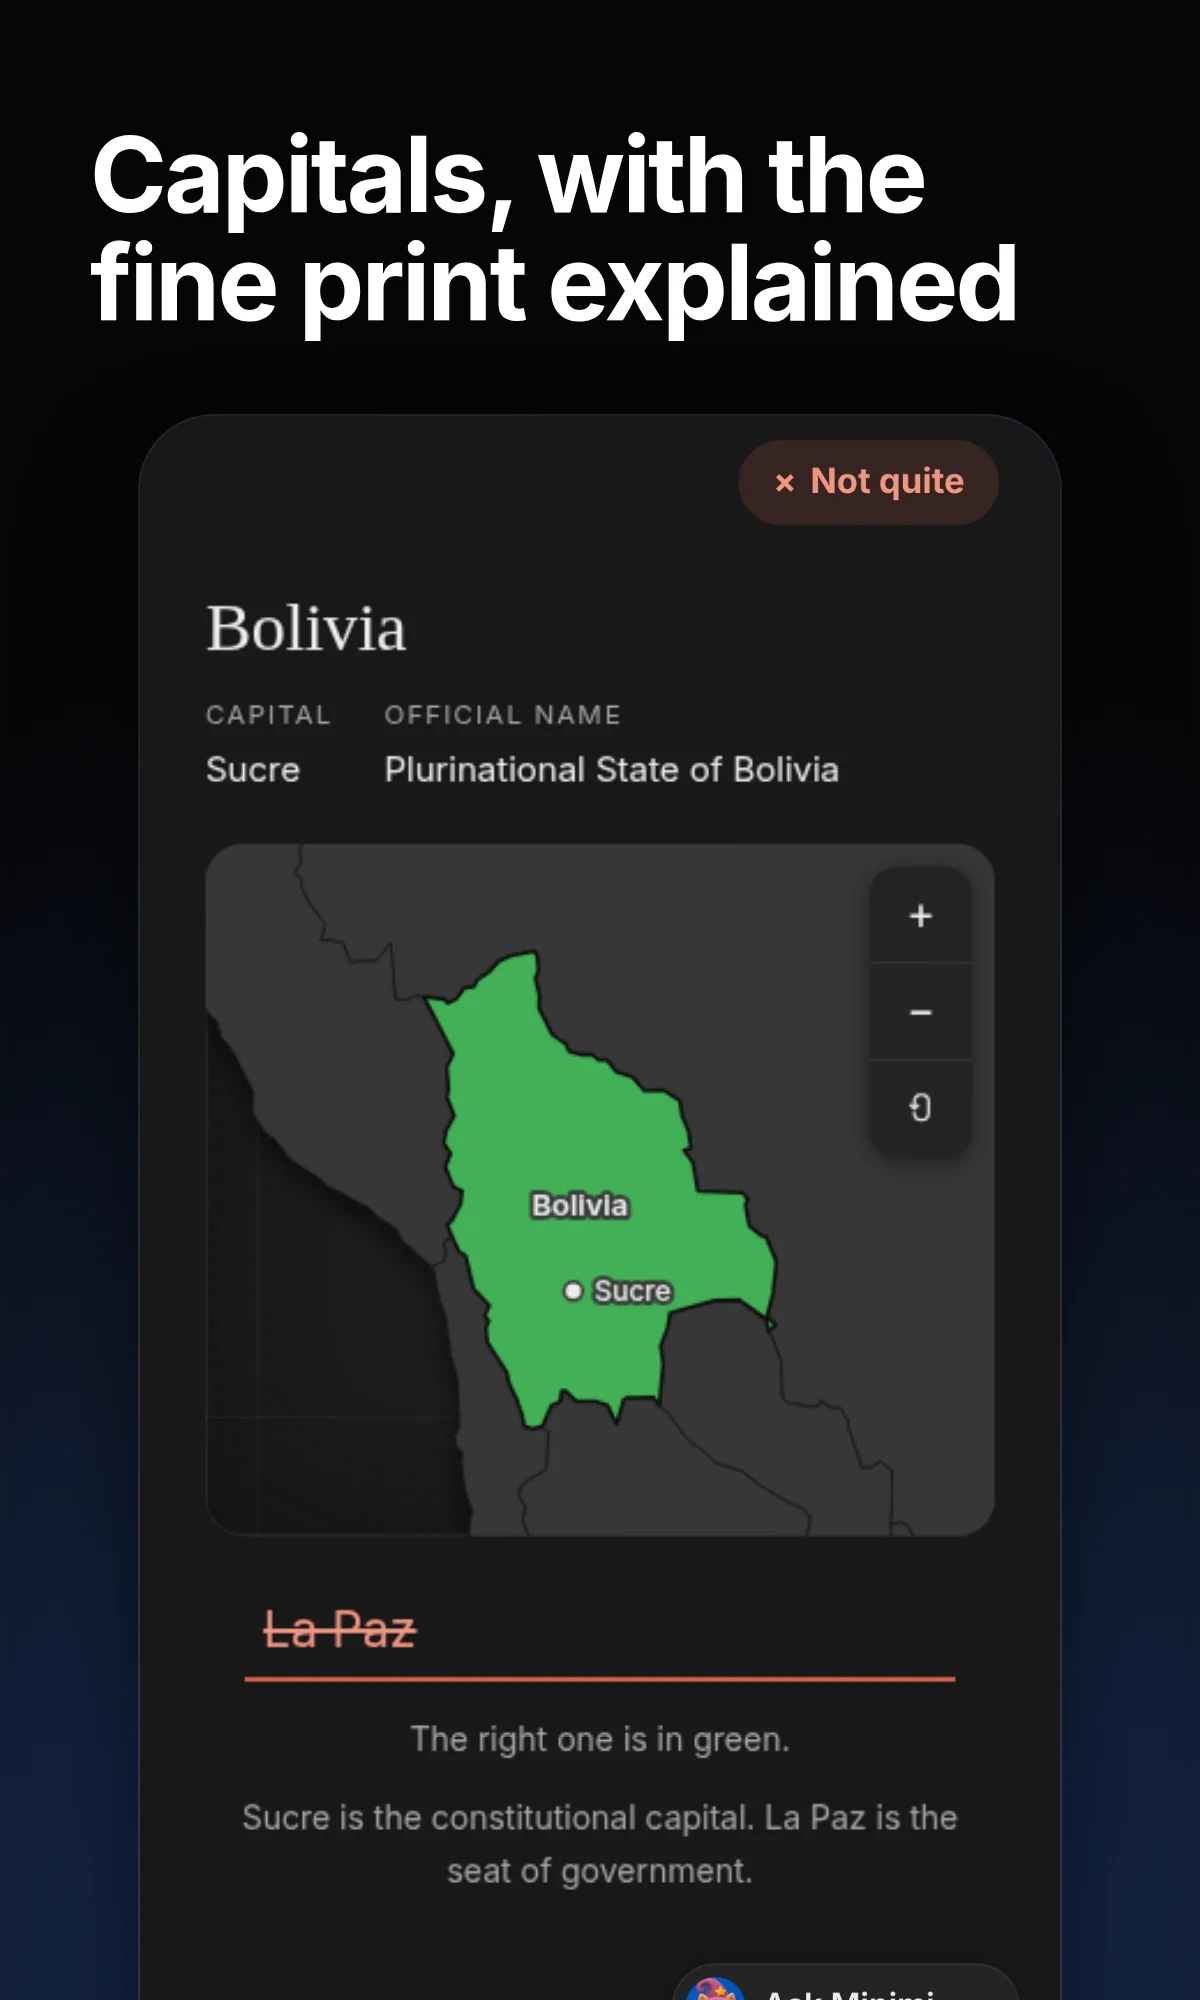 Capitals, with the
fine print explained
× Not quite
Bolivia
CAPITAL OFFICIAL NAME
Sucre Plurinational State of Bolivia
+
−
Bolivia
Sucre
La Paz
The right one is in green.
Sucre is the constitutional capital. La Paz is the
seat of government.
Ask Minimi